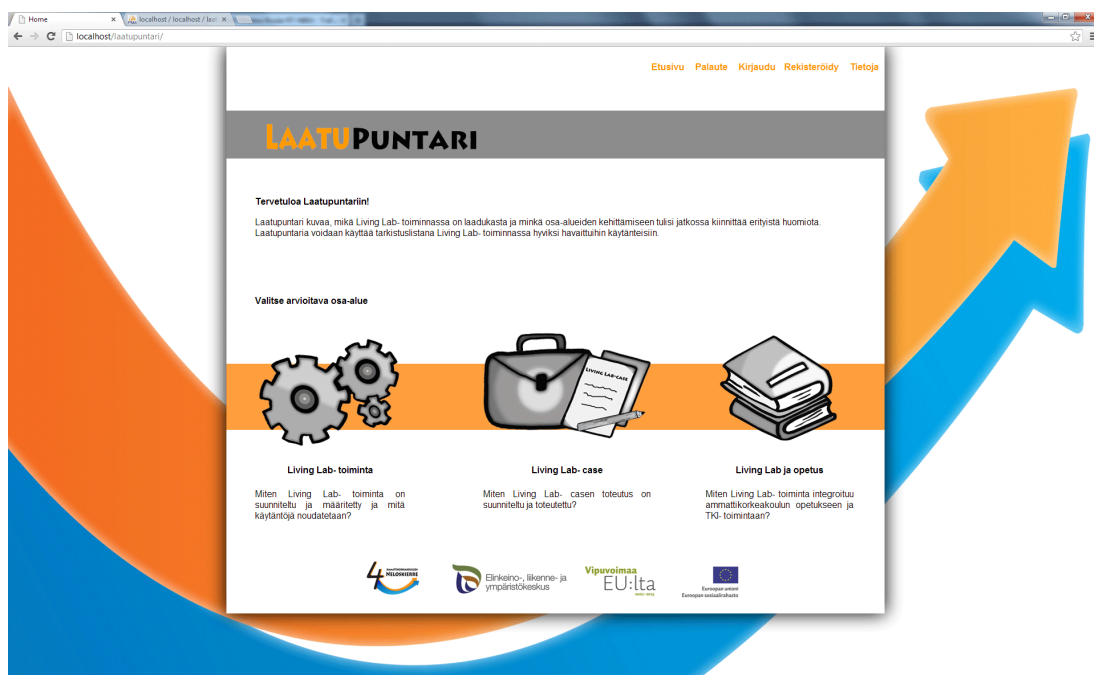 Home
localhost / localhost / laat
localhost/laatupuntari/
Etusivu Palaute Kirjaudu Rekisteröidy Tietoja
LAATUPUNTARI
Tervetuloa Laatupuntariin!
Laatupuntari kuvaa, mikä Living Lab- toiminnassa on laadukasta ja minkä osa-alueiden kehittämiseen tulisi jatkossa kiinnittää erityistä huomiota.
Laatupuntaria voidaan käyttää tarkistuslistana Living Lab- toiminnassa hyviksi havaittuihin käytänteisiin.
Valitse arvioitava osa-alue
LIVING LAB-CASE
Living Lab- toiminta
Miten Living Lab- toiminta on
suunniteltu ja määritetty ja mitä
käytäntöjä noudatetaan?
Living Lab- case
Miten Living Lab- casen toteutus on
suunniteltu ja toteutettu?
Living Lab ja opetus
Miten Living Lab- toiminta integroituu
ammattikorkeakoulun opetukseen ja
TKI- toimintaan?
4
NELOSKIERRE
Elinkeino-, liikenne- ja
ympäristökeskus
Vipuvoimaa
EU:lta
2007-2013
Euroopan unioni
Euroopan sosiaalirahasto